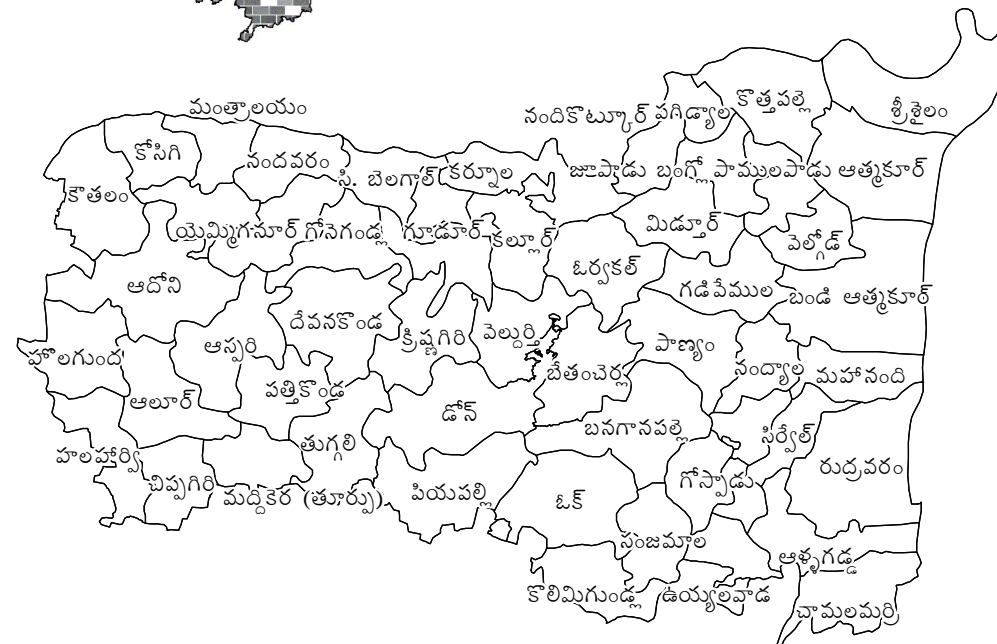 మంత్రాలయం
నందికొట్కూర్ పగిడ్యాల కొత్తపల్లె శ్రీశైలం
కోసిగి నందవరం సి. బెలగాల్ కర్నూల జూపాడు బంగ్లో పాములపాడు ఆత్మకూర్
కౌతలం యెమ్మిగనూర్ గోనెగండ్ల గూడూర్ కల్లూర్ మిడ్తూర్ వెల్గోడ్
ఆదోని ఓర్వకల్ గడిపేముల బండి ఆత్మకూర్
ఆస్పరి దేవనకొండ క్రిష్ణగిరి వెల్దుర్తి పాణ్యం
హొలగుంద పత్తికొండ బేతంచెర్ల నంద్యాల మహానంది
ఆలూర్ డోన్ బనగానపల్లె సిర్వేల్
హలహార్వి తుగ్గలి రుద్రవరం
చిప్పగిరి మద్దికెర (తూర్పు) పియపల్లి ఓక్ గోస్పాడు
సంజమాల ఆళ్ళగడ్డ
కొలిమిగుండ్ల ఉయ్యలవాడ చామలమర్రి